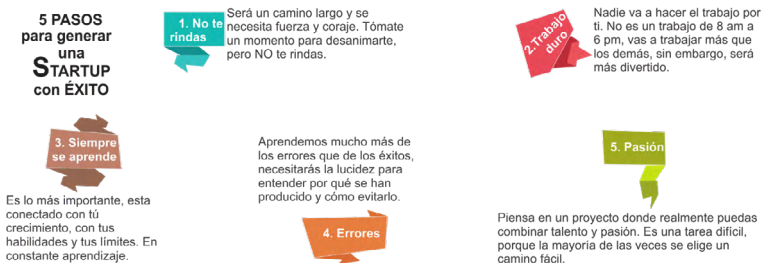 5 PASOS
para generar
una
STARTUP
con ÉXITO
1. No te
rindas
Será un camino largo y se
necesita fuerza y coraje. Tómate
un momento para desanimarte,
pero NO te rindas.
2.Trabajo
duro
Nadie va a hacer el trabajo por
ti. No es un trabajo de 8 am a
6 pm, vas a trabajar más que
los demás, sin embargo, será
más divertido.
3. Siempre
se aprende
Es lo más importante, esta
conectado con tú
crecimiento, con tus
habilidades y tus límites. En
constante aprendizaje.
Aprendemos mucho más de
los errores que de los éxitos,
necesitarás la lucidez para
entender por qué se han
producido y cómo evitarlo.
4. Errores
5. Pasión
Piensa en un proyecto donde realmente puedas
combinar talento y pasión. Es una tarea difícil,
porque la mayoría de las veces se elige un
camino fácil.